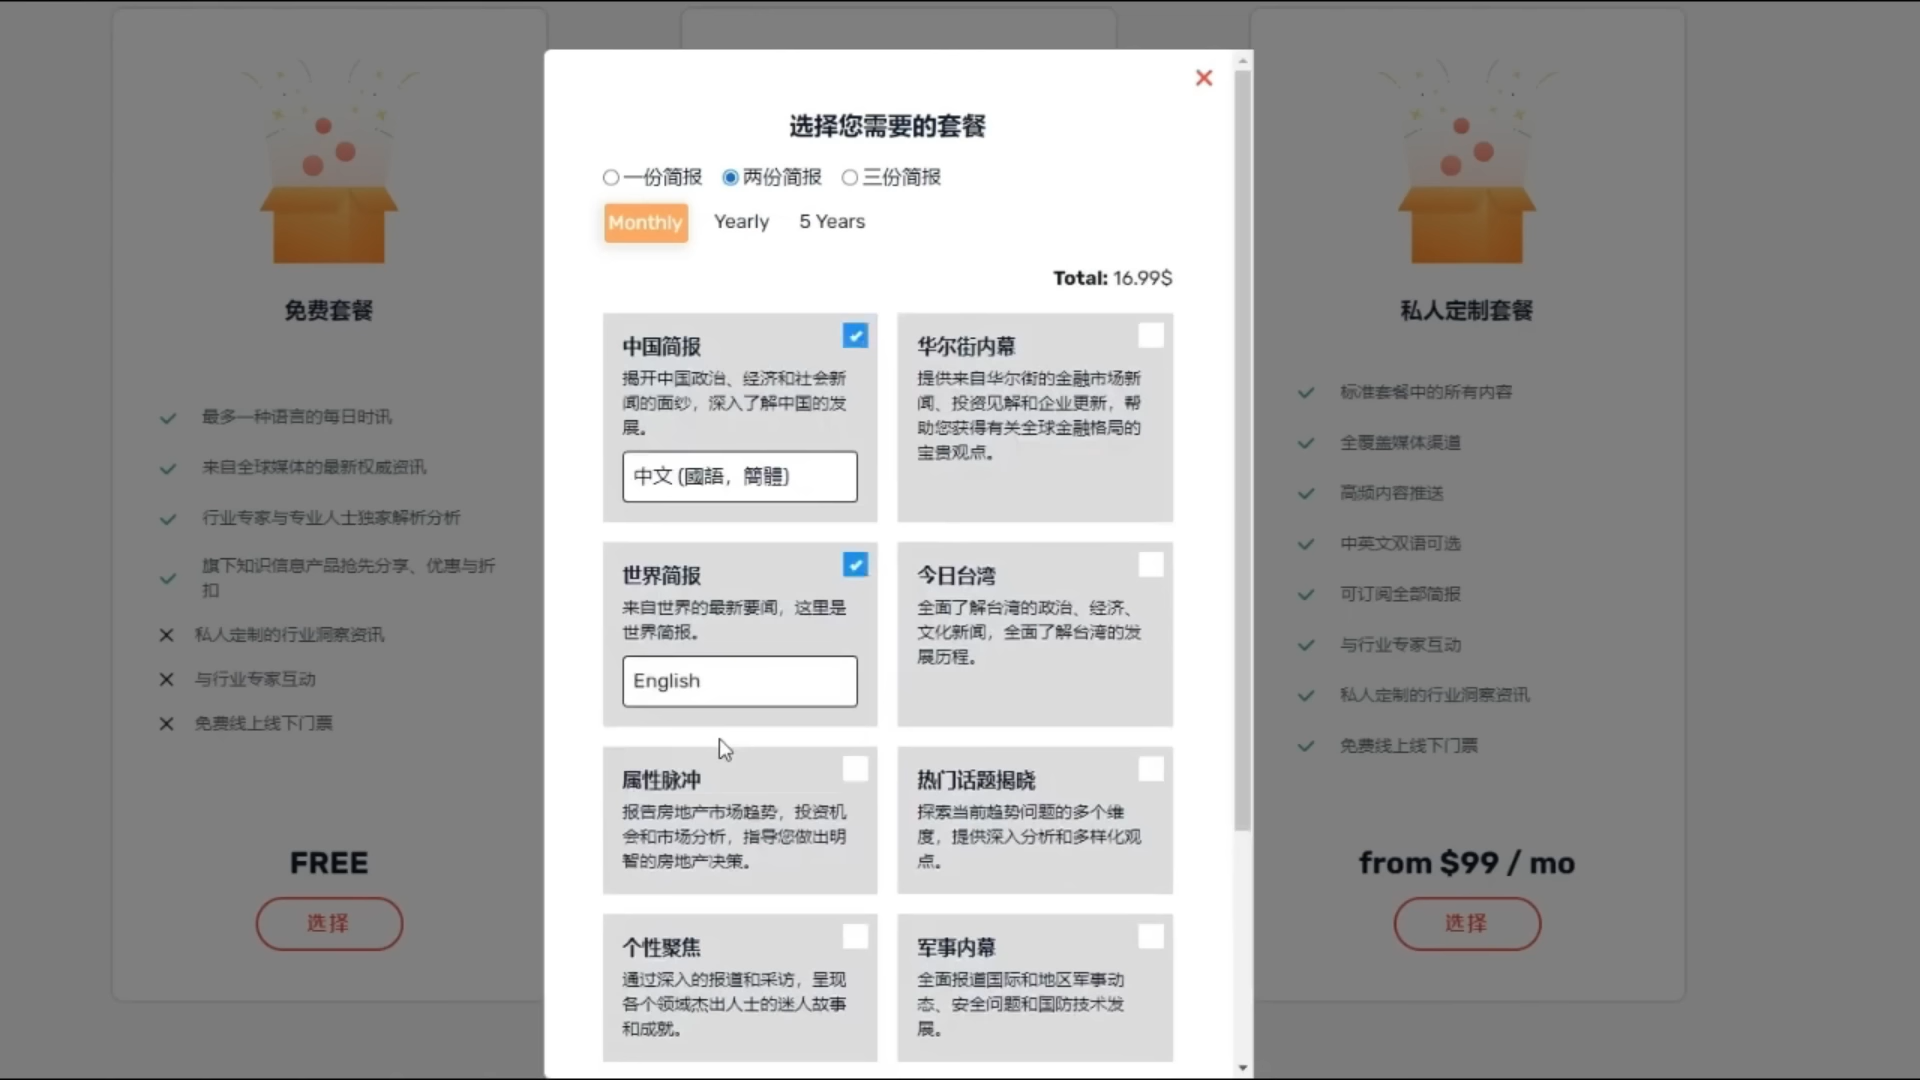 选择您需要的套餐
一份简报 两份简报 三份简报
Monthly Yearly 5 Years
Total: 16.99$
中国简报
揭开中国政治、经济和社会新
闻的面纱，深入了解中国的发
展。
中文 (國語，簡體)
华尔街内幕
提供来自华尔街的金融市场新
闻、投资见解和企业更新，帮
助您获得有关全球金融格局的
宝贵观点。
世界简报
来自世界的最新要闻，这里是
世界简报。
English
今日台湾
全面了解台湾的政治、经济、
文化新闻，全面了解台湾的发
展历程。
属性脉冲
报告房地产市场趋势，投资机
会和市场分析，指导您做出明
智的房地产决策。
热门话题揭晓
探索当前趋势问题的多个维
度，提供深入分析和多样化观
点。
个性聚焦
通过深入的报道和采访，呈现
各个领域杰出人士的迷人故事
和成就。
军事内幕
全面报道国际和地区军事动
态、安全问题和国防技术发
展。
免费套餐
最多一种语言的每日时讯
来自全球媒体的最新权威资讯
行业专家与专业人士独家解析分析
旗下知识信息产品抢先分享、优惠与折
扣
私人定制的行业洞察资讯
与行业专家互动
免费线上线下门票
FREE
选择
私人定制套餐
标准套餐中的所有内容
全覆盖媒体渠道
高频内容推送
中英文双语可选
可订阅全部简报
与行业专家互动
私人定制的行业洞察资讯
免费线上线下门票
from $99 / mo
选择